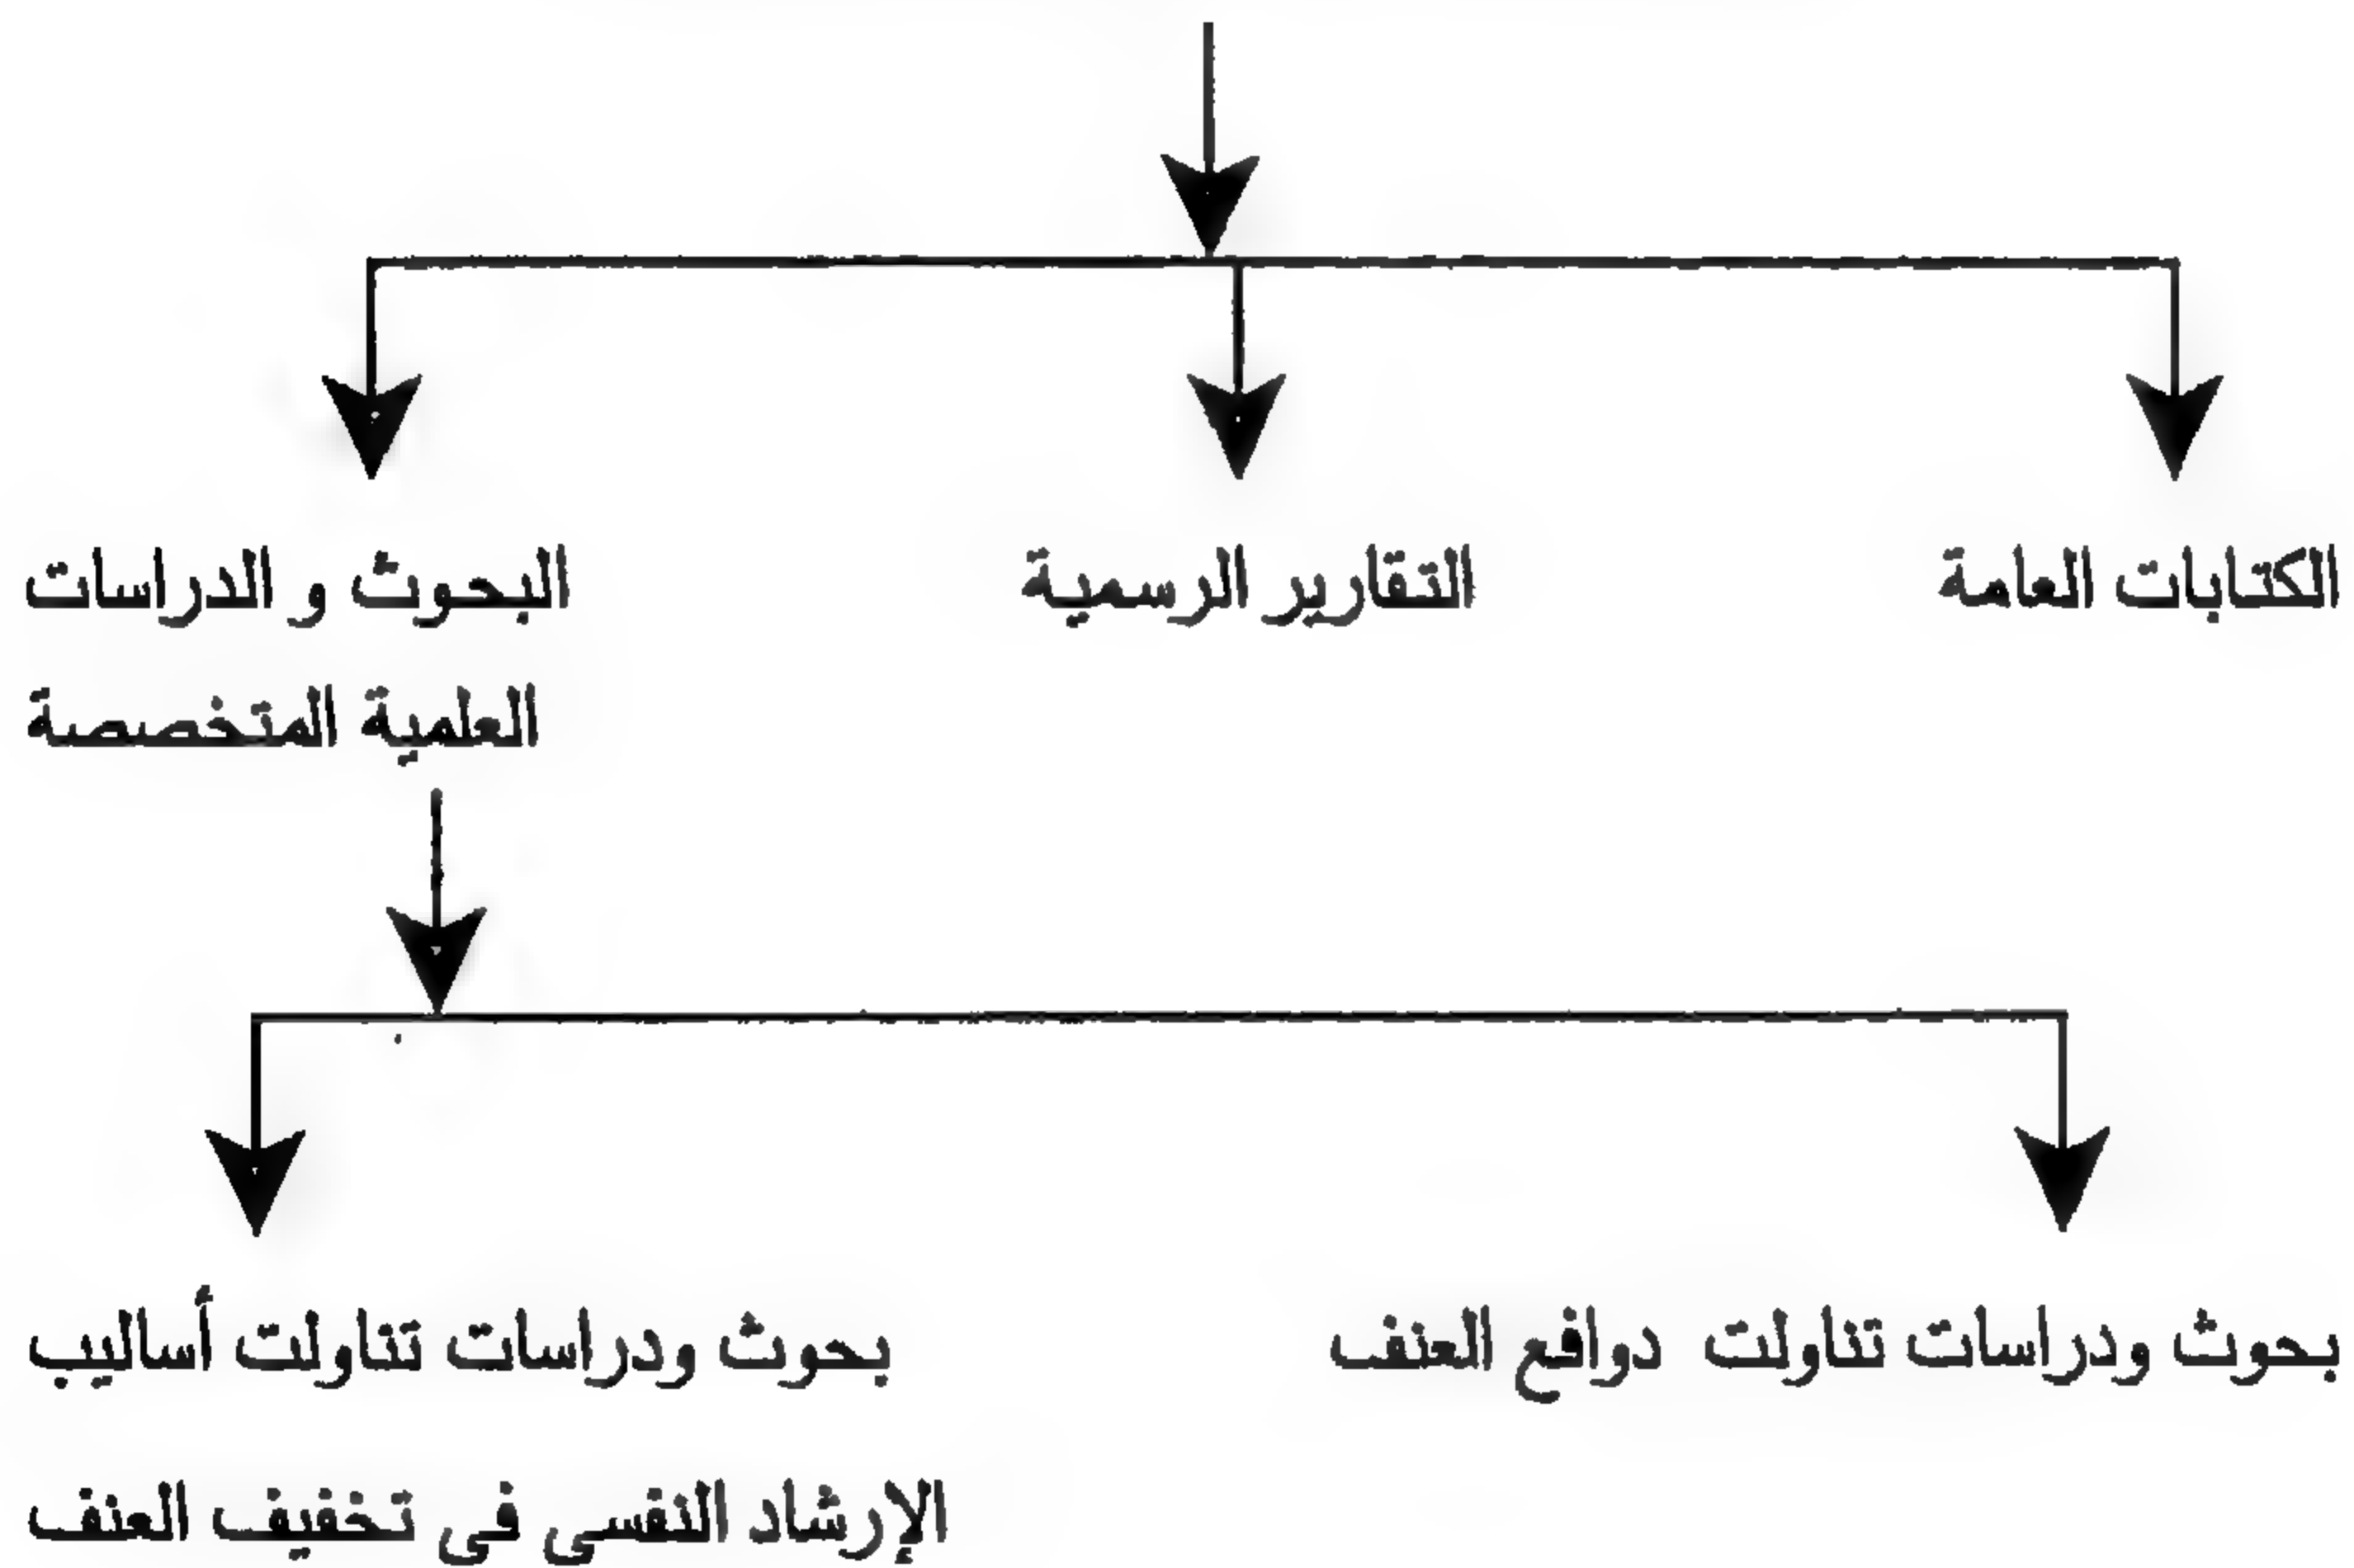 الكتابات العامة
التقارير الرسمية
البحوث و الدراسات
العلمية المتخصصة
بحوث ودراسات تناولت دوافع العنف
بحوث ودراسات تناولت أساليب
الإرشاد النفسى فى تخفيف العنف